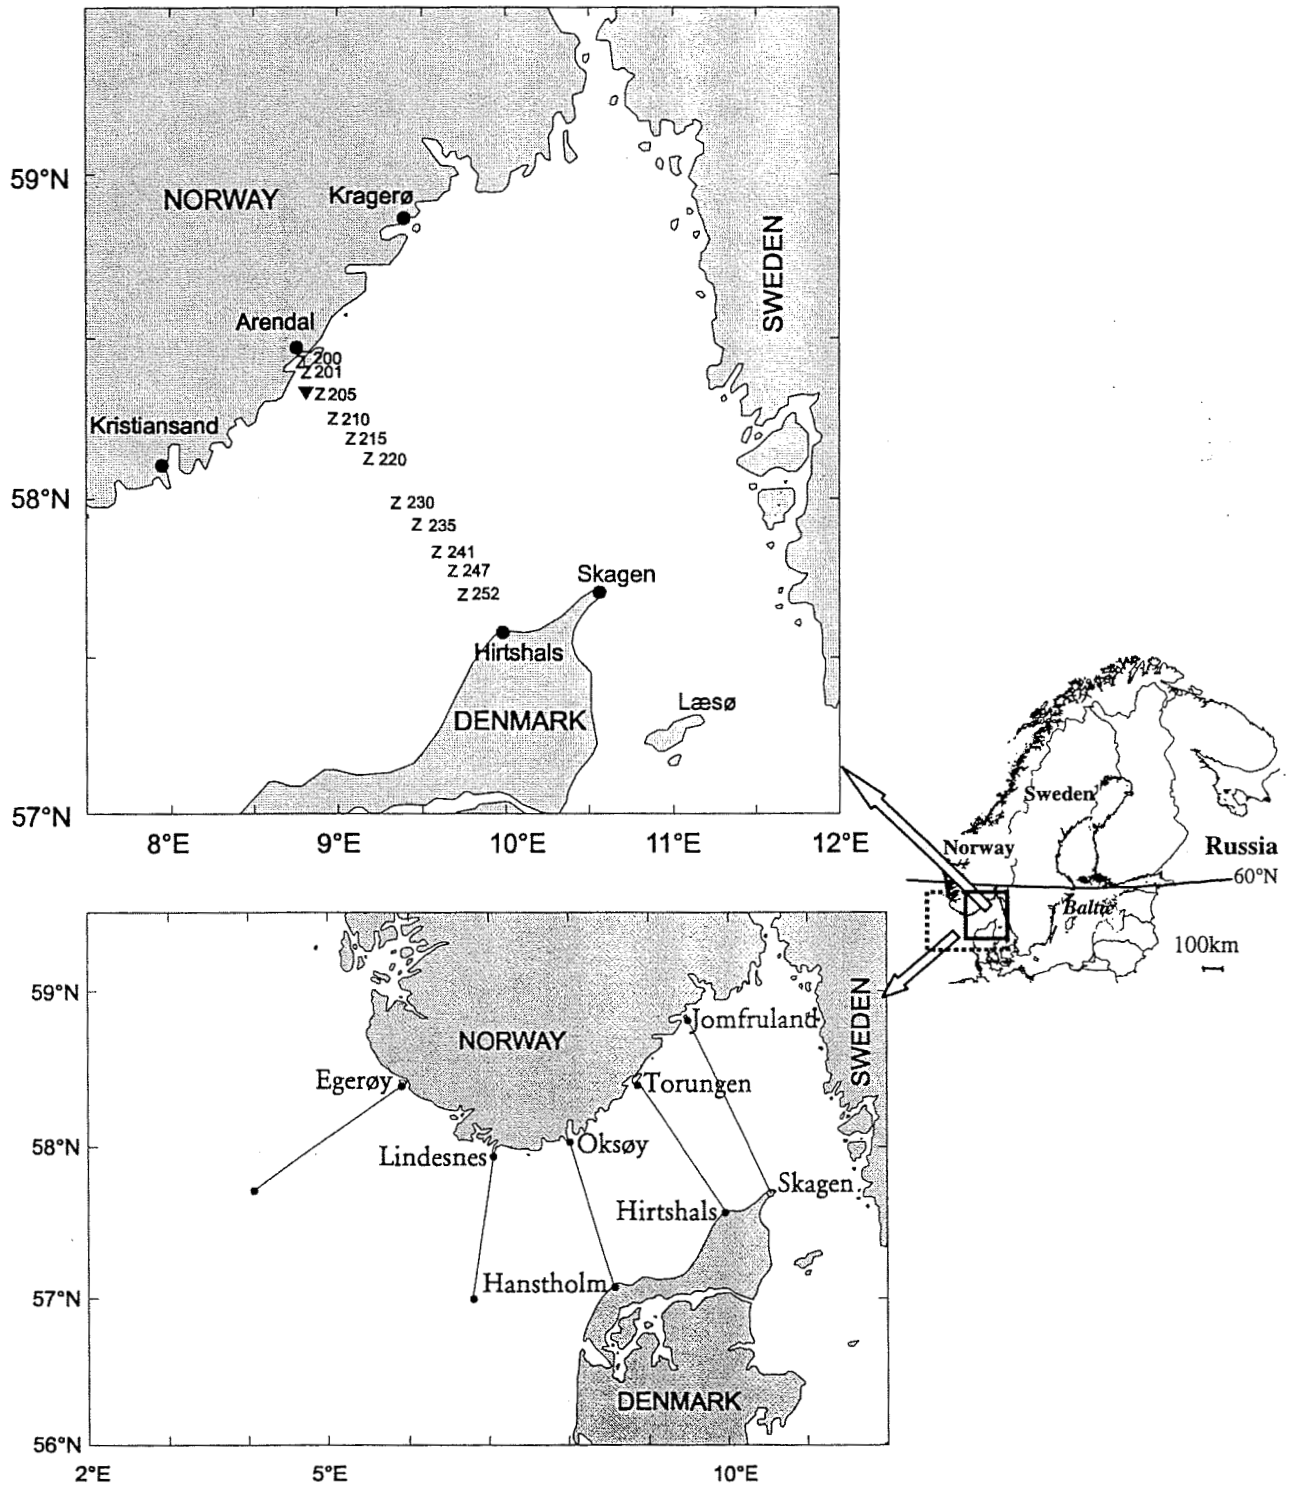 59°N
NORWAY
Kragerø
SWEDEN
Arendal
Z 200
Z 201
Z 205
Kristiansand
Z 210
Z 215
Z 220
58°N
Z 230
Z 235
Z 241
Z 247
Z 252
Skagen
Hirtshals
Læsø
DENMARK
57°N
8°E
9°E
10°E
11°E
12°E
Sweden
Norway
Russia
60°N
Baltic
100km
59°N
NORWAY
Jomfruland
SWEDEN
Egerøy
Torungen
58°N
Lindesnes
Oksøy
Skagen
Hirtshals
Hanstholm
57°N
DENMARK
56°N
2°E
5°E
10°E